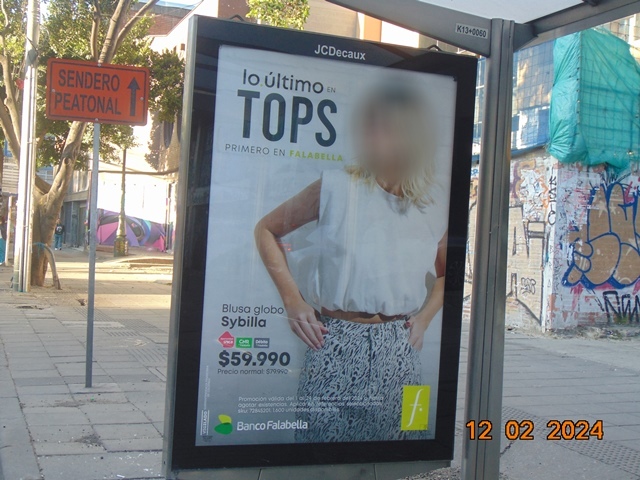 K13+0060
JCDecaux
SENDERO
PEATONAL
lo último EN
TOPS
PRIMERO EN FALABELLA
Blusa globo
Sybilla
CMR
$59.990
Precio normal: $79.990
Banco Falabella
f.
12 02 2024